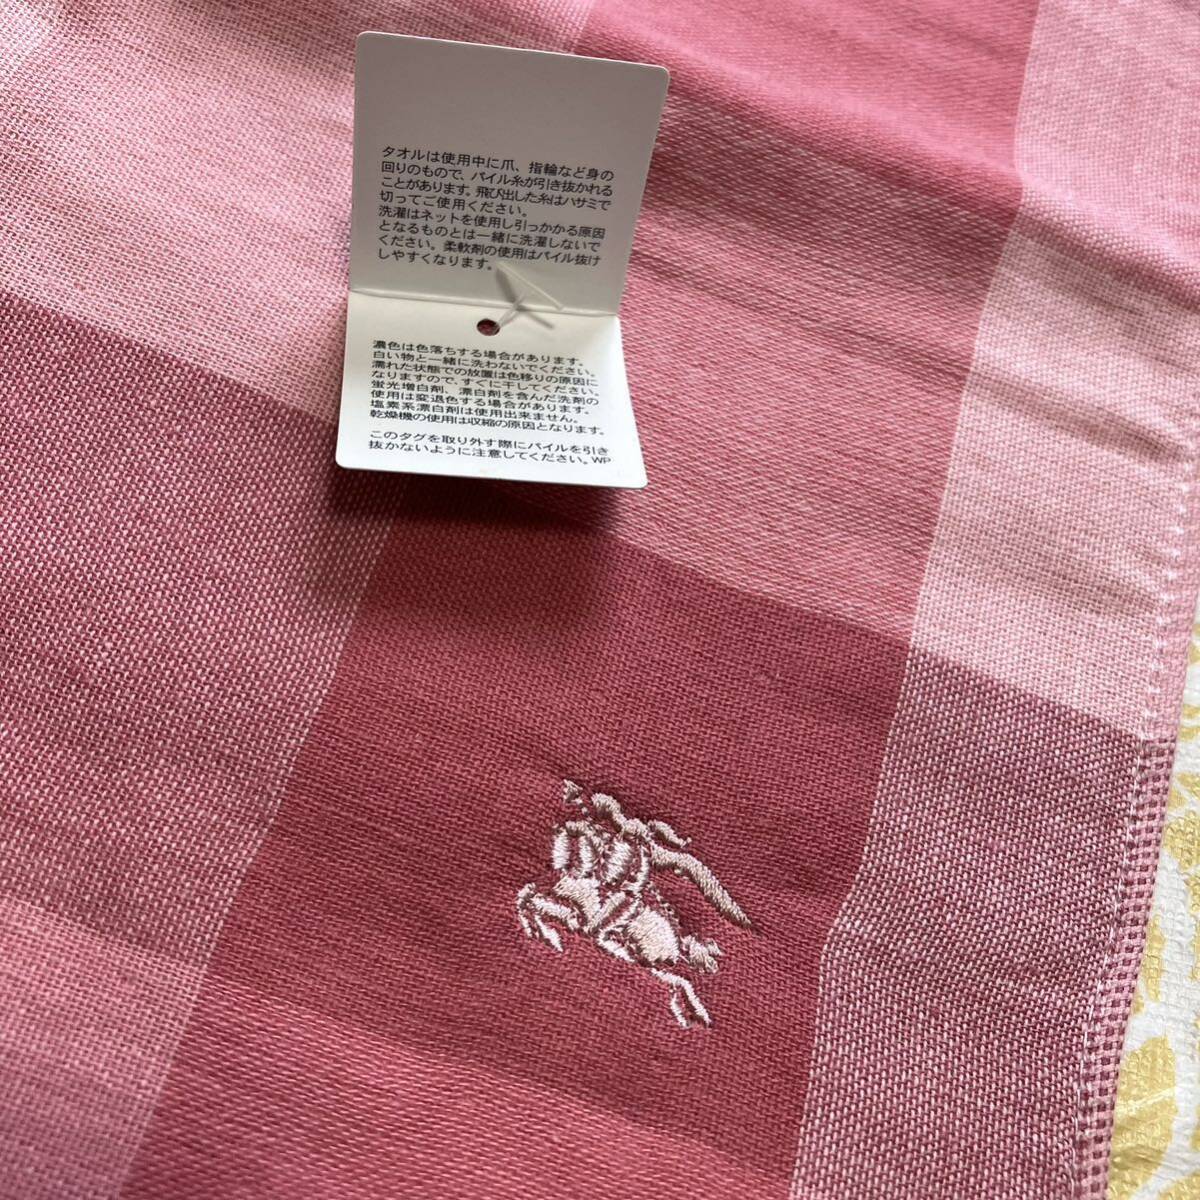 タオルは使用中に爪、指輪など身の
回りのもので、パイル糸が引き抜かれる
ことがあります。飛び出した糸はハサミで
切ってご使用ください。
洗濯はネットを使用し引っかかる原因
となるものとは一緒に洗濯しないで
ください。柔軟剤の使用はパイル抜け
しやすくなります。
濃色は色落ちする場合があります。
白い物と一緒に洗わないでください。
濡れた状態での放置は色移りの原因に
なりますので、すぐに干してください。
蛍光増白剤、漂白剤を含んだ洗剤の
使用は変退色する場合があります。
塩素系漂白剤は使用出来ません。
乾燥機の使用は収縮の原因となります。
このタグを取り外す際にパイルを引き
抜かないように注意してください。WP